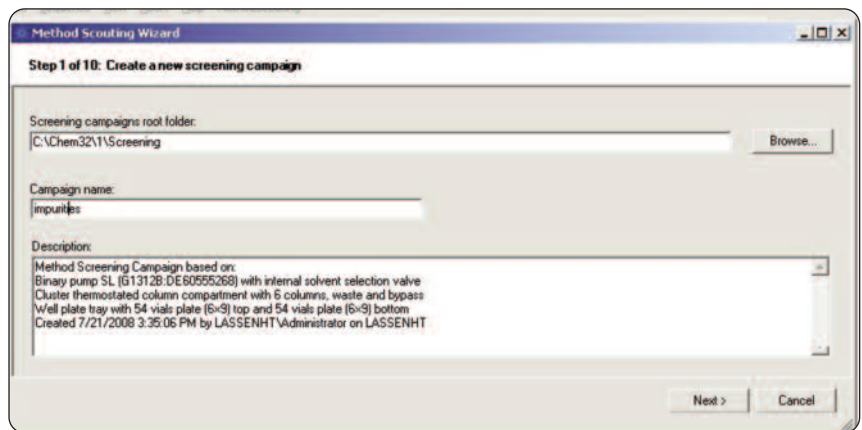 Method Scouting Wizard
Step 1 of 10: Create a new screening campaign
Screening campaigns root folder:
C:\Chem32\1\Screening
Browse...
Campaign name:
impurities
Description:
Method Screening Campaign based on:
Binary pump SL (G1312B:DE60555268) with internal solvent selection valve
Cluster thermostated column compartment with 6 columns, waste and bypass
Well plate tray with 54 vials plate (6×9) top and 54 vials plate (6×9) bottom
Created 7/21/2008 3:35:06 PM by LASSENHT\Administrator on LASSENHT
Next >
Cancel